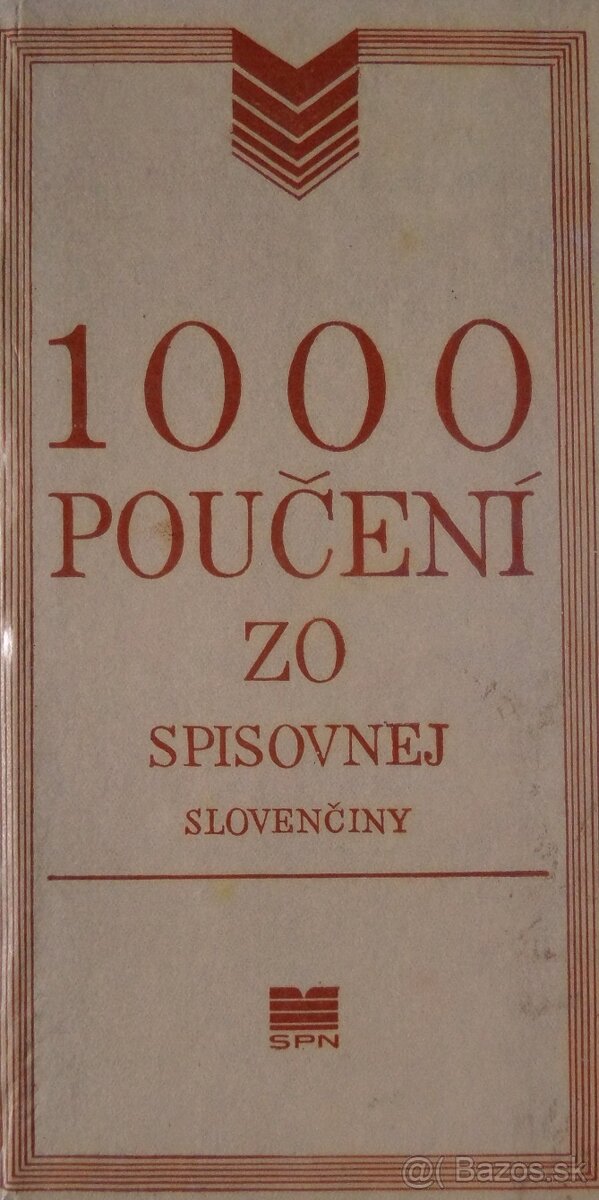 1000
POUČENÍ
ZO
SPISOVNEJ
SLOVENČINY
SPN
@( Bazos.sk